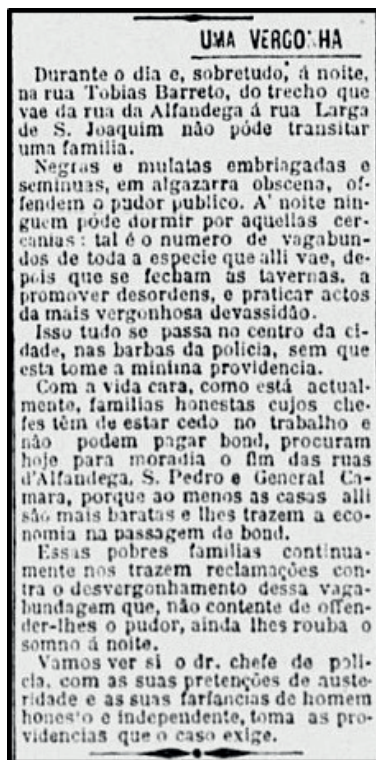 UMA VERGONHA
Durante o dia e, sobretudo, á noite,
na rua Tobias Barreto, do trecho que
vae da rua da Alfandega á rua Larga
de S. Joaquim não póde transitar
uma familia.
Negras e mulatas embriagadas e
seminuas, em algazarra obscena, of-
fendem o pudor publico. A' noite nin-
guem póde dormir por aquellas cer-
canias: tal é o numero de vagabun-
dos de toda a especie que alli vae, de-
pois que se fecham as tavernas, a
promover desordens, e praticar actos
da mais vergonhosa devassidão.
Isso tudo se passa no centro da ci-
dade, nas barbas da policia, sem que
esta tome a minima providencia.
Com a vida cara, como está actual-
mente, familias honestas cujos che-
fes têm de estar cedo no trabalho e
não podem pagar bond, procuram
hoje para moradia o fim das ruas
d'Alfandega, S. Pedro e General Ca-
mara, porque ao menos as casas alli
são mais baratas e lhes trazem a eco-
nomia na passagem de bond.
Essas pobres familias continua-
mente nos trazem reclamações con-
tra o desvergonhamento dessa vaga-
bundagem que, não contente de offen-
der-lhes o pudor, ainda lhes rouba o
somno á noite.
Vamos ver si o dr. chefe de poli-
cia, com as suas pretenções de auste-
ridade e as suas farfancias de homem
honesto e independente, toma as pro-
videncias que o caso exige.